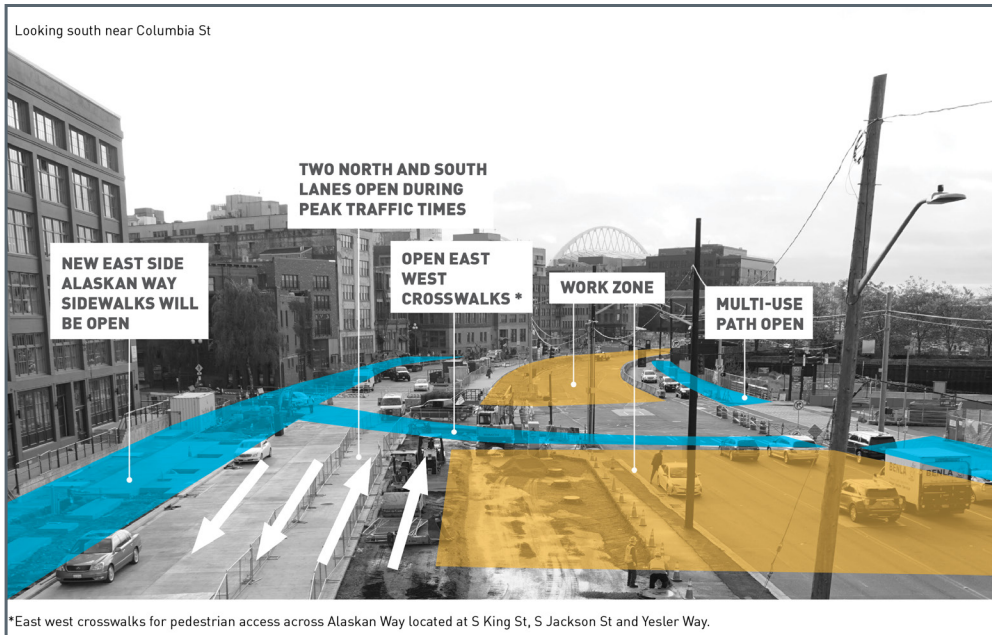 Looking south near Columbia St
TWO NORTH AND SOUTH
LANES OPEN DURING
PEAK TRAFFIC TIMES
NEW EAST SIDE
ALASKAN WAY
SIDEWALKS WILL
BE OPEN
OPEN EAST
WEST
CROSSWALKS *
WORK ZONE
MULTI-USE
PATH OPEN
BENLA
BENLA
*East west crosswalks for pedestrian access across Alaskan Way located at S King St, S Jackson St and Yesler Way.